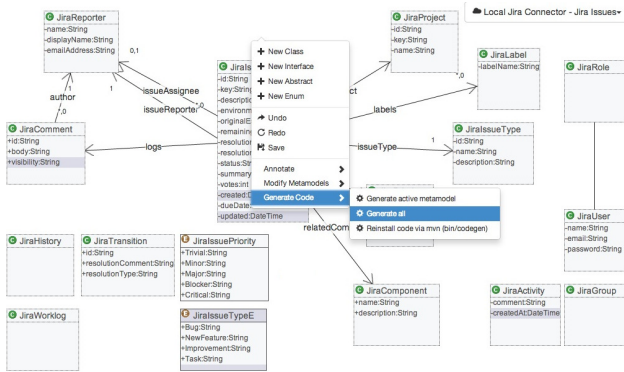 Local Jira Connector - Jira Issues
JiraReporter
-name:String
-displayName:String
-emailAddress:String
0,1
1
1
issueAssignee
issueReporter
*,0
author
*,0
JiraComment
+id:String
+body:String
+visibility:String
logs
JiraIs
-id:String
-key:String
-descriptio
-environm
-originalE
-remaining
-resolution
-resolution
-status:Str
-summary
-votes:int
-created:D
-dueDate:
-updated:DateTime
New Class
New Interface
New Abstract
New Enum
Undo
Redo
Save
Annotate
Modify Metamodels
Generate Code
Generate active metamodel
Generate all
Reinstall code via mvn (bin/codegen)
JiraProject
-id:String
-key:String
-name:String
ct
*,0
labels
JiraLabel
-labelName:String
JiraRole
issueType
1
JiraIssueType
-id:String
-name:String
-description:String
JiraUser
-name:String
-email:String
-password:String
relatedCom
JiraHistory
JiraTransition
+id:String
+resolutionComment:String
+resolutionType:String
JiraIssuePriority
+Trivial:String
+Minor:String
+Major:String
+Blocker:String
+Critical:String
JiraComponent
+name:String
+description:String
JiraActivity
-comment:String
-createdAt:DateTime
JiraGroup
JiraWorklog
JiraIssueTypeE
+Bug:String
+NewFeature:String
+Improvement:String
+Task:String